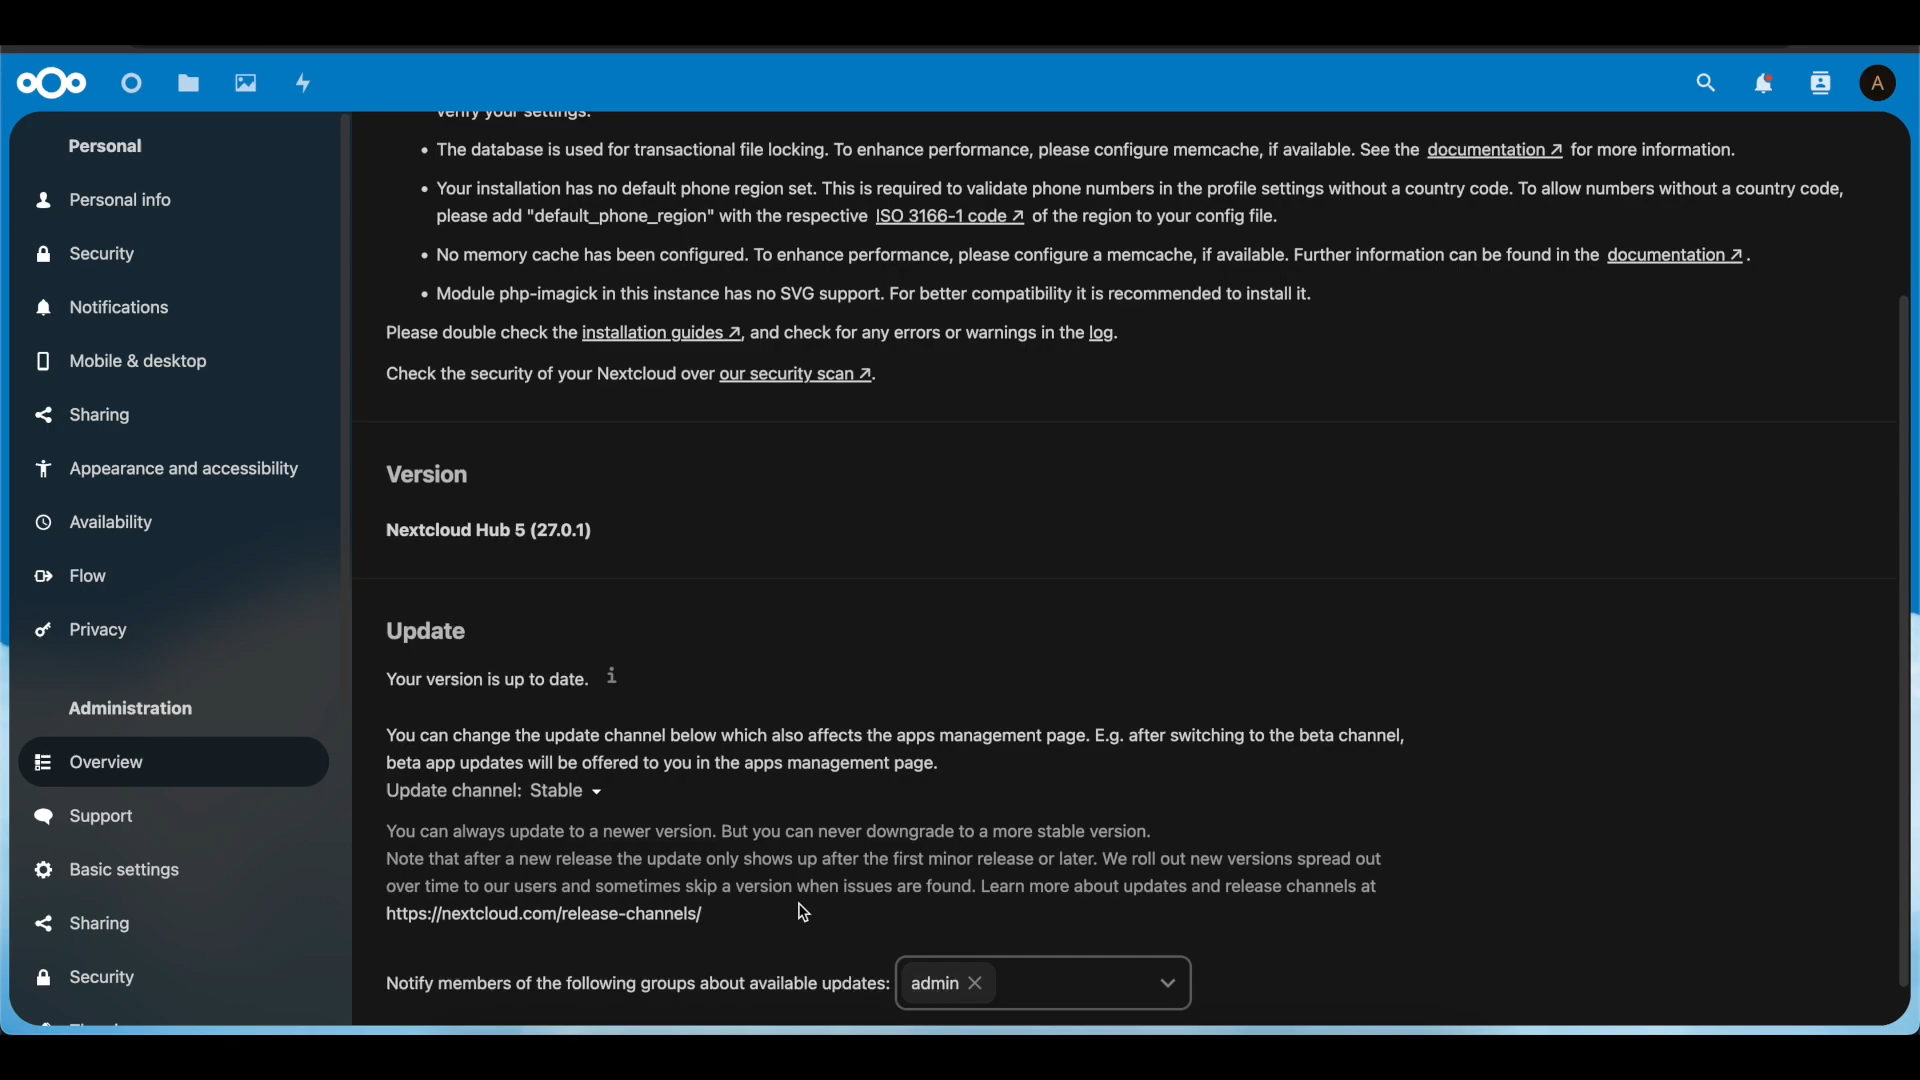 A
Personal
Personal info
Security
Notifications
Mobile & desktop
Sharing
Appearance and accessibility
Availability
Flow
Privacy
Administration
Overview
Support
Basic settings
Sharing
Security
verify your settings.
• The database is used for transactional file locking. To enhance performance, please configure memcache, if available. See the documentation ↗ for more information.
• Your installation has no default phone region set. This is required to validate phone numbers in the profile settings without a country code. To allow numbers without a country code,
please add "default_phone_region" with the respective ISO 3166-1 code ↗ of the region to your config file.
• No memory cache has been configured. To enhance performance, please configure a memcache, if available. Further information can be found in the documentation ↗.
• Module php-imagick in this instance has no SVG support. For better compatibility it is recommended to install it.
Please double check the installation guides ↗, and check for any errors or warnings in the log.
Check the security of your Nextcloud over our security scan ↗.
Version
Nextcloud Hub 5 (27.0.1)
Update
Your version is up to date. i
You can change the update channel below which also affects the apps management page. E.g. after switching to the beta channel,
beta app updates will be offered to you in the apps management page.
Update channel: Stable
You can always update to a newer version. But you can never downgrade to a more stable version.
Note that after a new release the update only shows up after the first minor release or later. We roll out new versions spread out
over time to our users and sometimes skip a version when issues are found. Learn more about updates and release channels at
https://nextcloud.com/release-channels/
Notify members of the following groups about available updates: admin